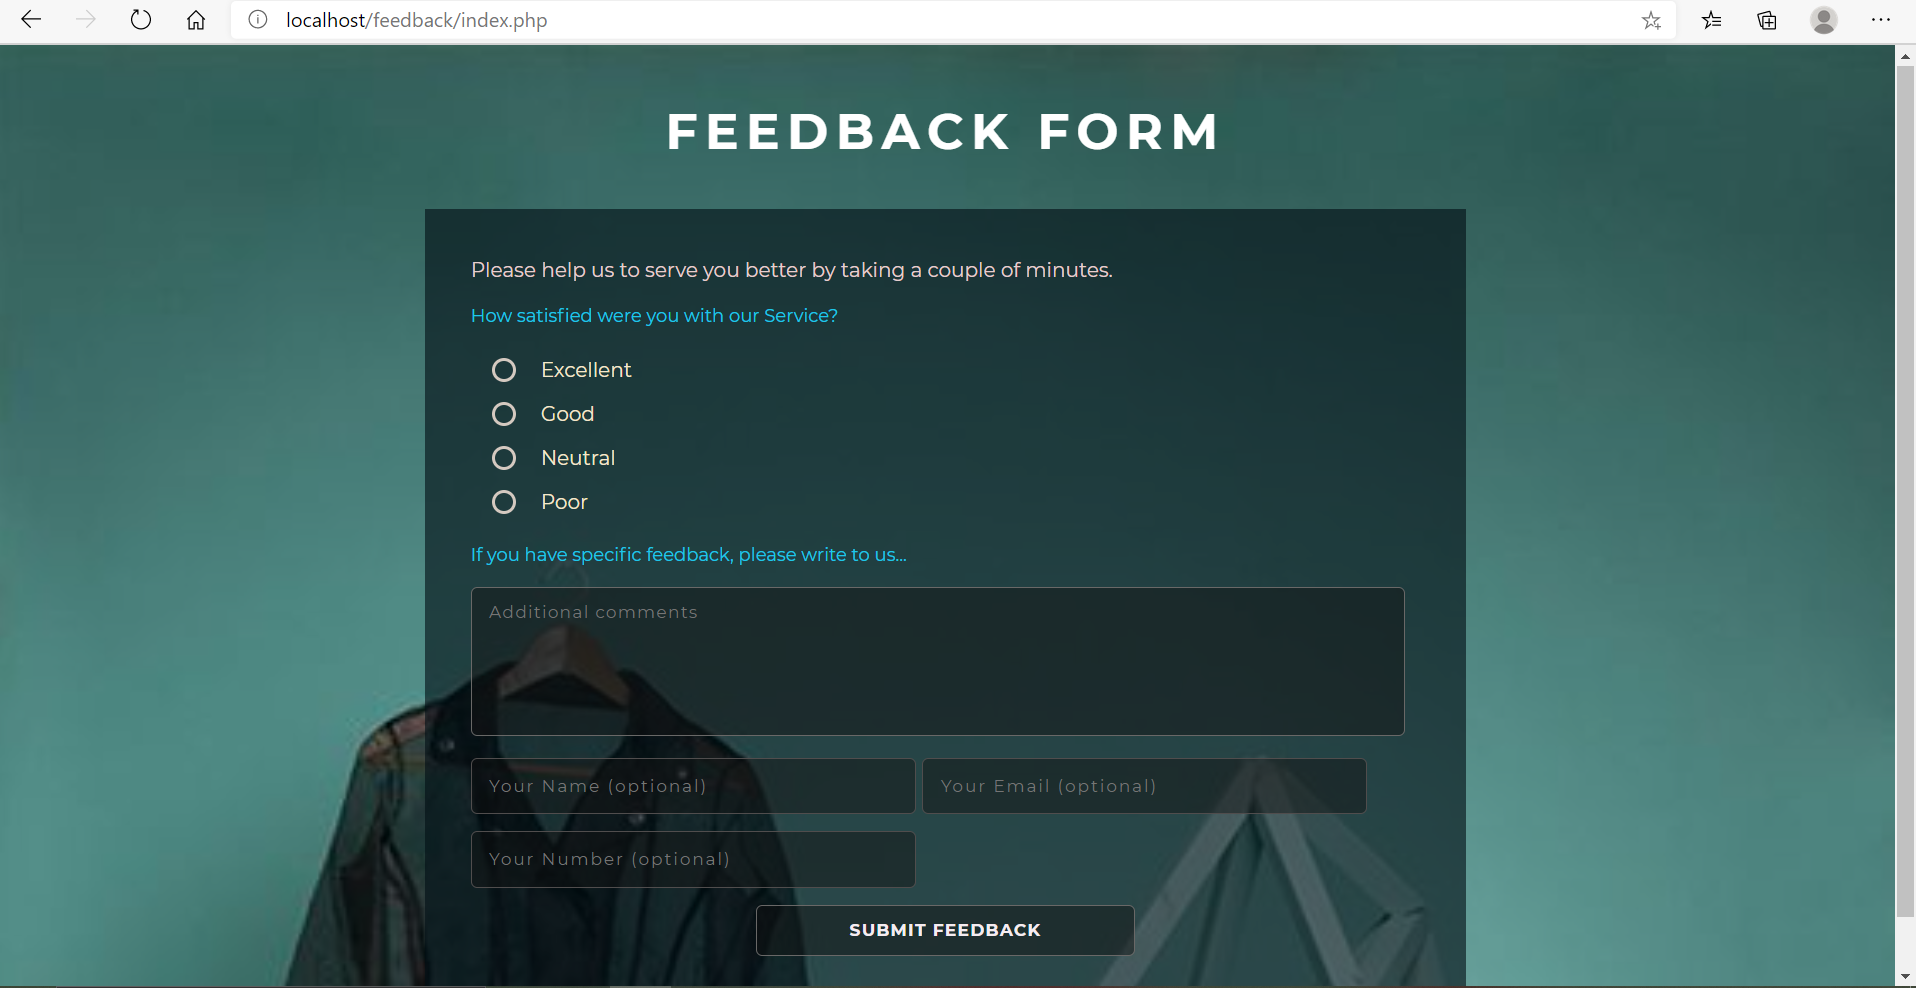 localhost/feedback/index.php
FEEDBACK FORM
Please help us to serve you better by taking a couple of minutes.
How satisfied were you with our Service?
Excellent
Good
Neutral
Poor
If you have specific feedback, please write to us...
Additional comments
Your Name (optional) Your Email (optional)
Your Number (optional)
SUBMIT FEEDBACK